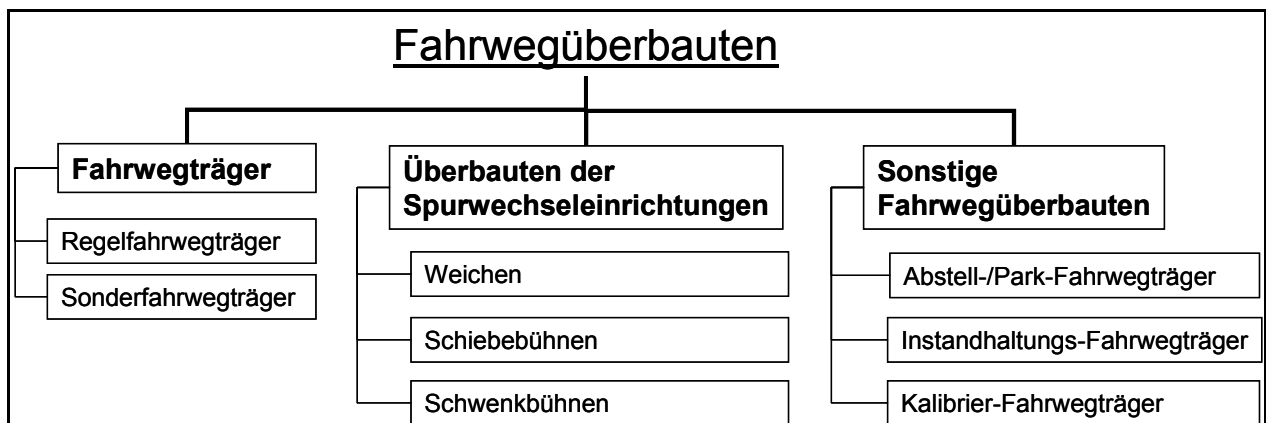 Fahrwegüberbauten
Fahrwegträger
Regelfahrwegträger
Sonderfahrwegträger
Überbauten der
Spurwechseleinrichtungen
Weichen
Schiebebühnen
Schwenkbühnen
Sonstige
Fahrwegüberbauten
Abstell-/Park-Fahrwegträger
Instandhaltungs-Fahrwegträger
Kalibrier-Fahrwegträger